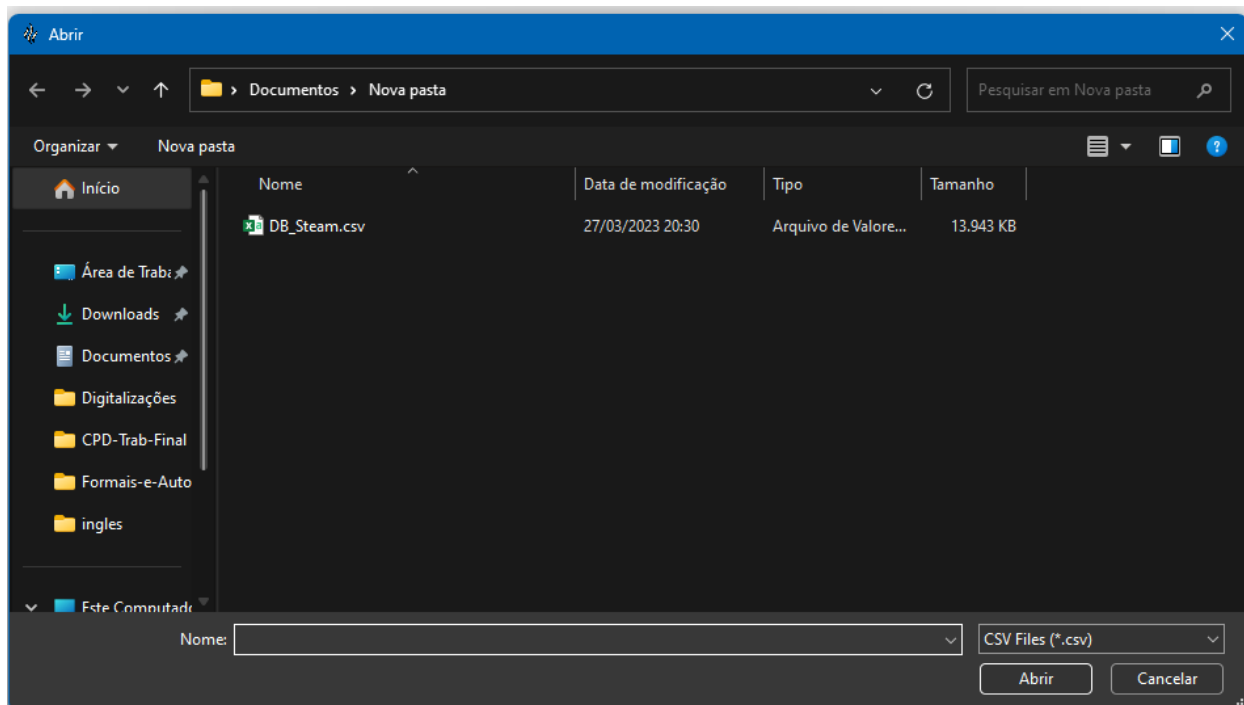 Abrir
Documentos > Nova pasta
Pesquisar em Nova pasta
Organizar
Nova pasta
Início
Nome
Data de modificação
Tipo
Tamanho
DB_Steam.csv
27/03/2023 20:30
Arquivo de Valore...
13.943 KB
Área de Traba
Downloads
Documentos
Digitalizações
CPD-Trab-Final
Formais-e-Auto
ingles
Este Computad
Nome:
CSV Files (*.csv)
Abrir
Cancelar